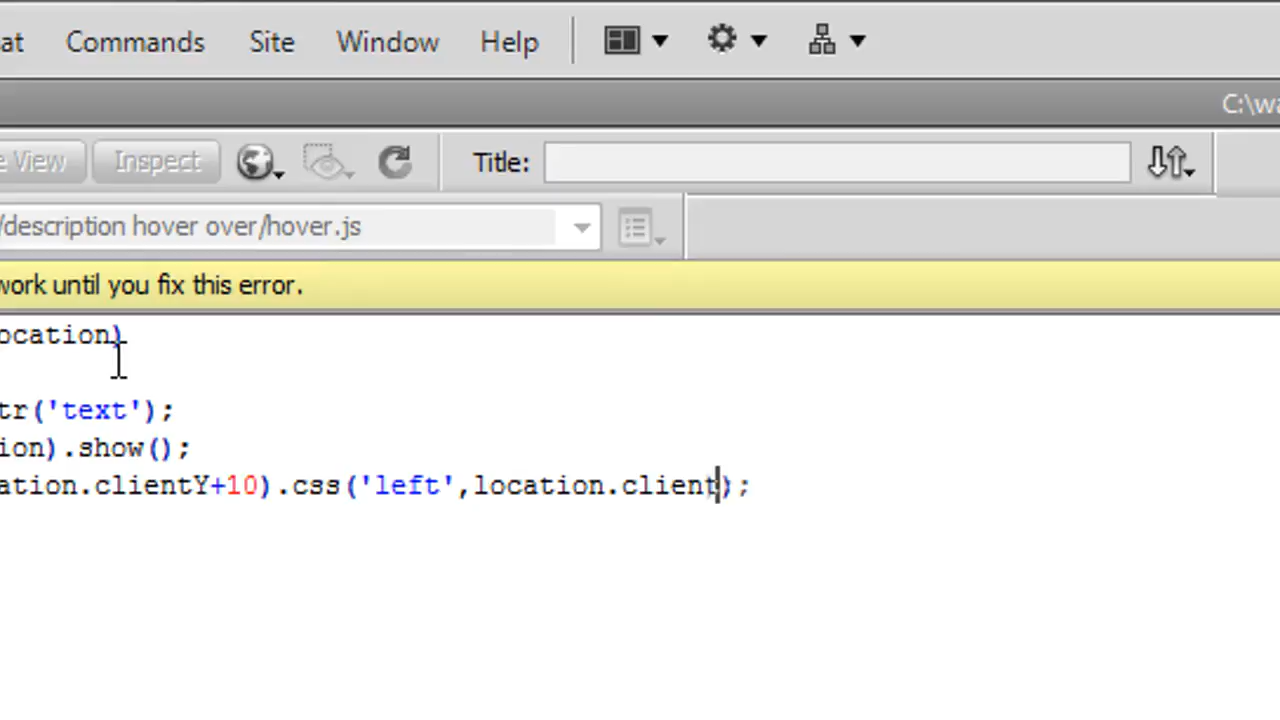 at Commands Site Window Help
C:\wa
e View Inspect Title:
/description hover over/hover.js
work until you fix this error.
ocation)
tr('text');
ion).show();
ation.clientY+10).css('left',location.client);